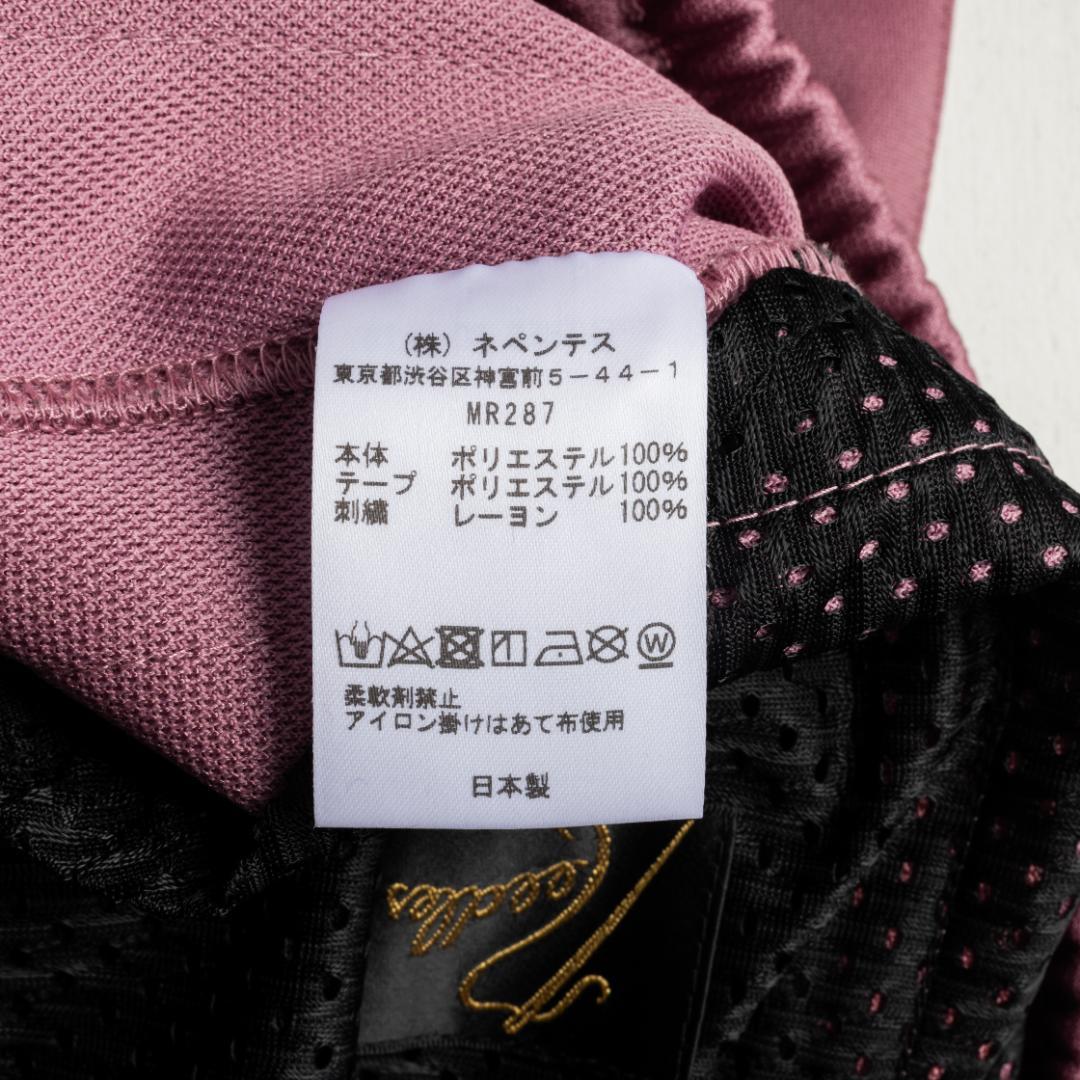 (株) ネペンテス
東京都渋谷区神宮前5-44-1
MR287
本体 ポリエステル100%
テープ ポリエステル100%
刺繍 レーヨン 100%
W
柔軟剤禁止
アイロン掛けはあて布使用
日本製
Needles